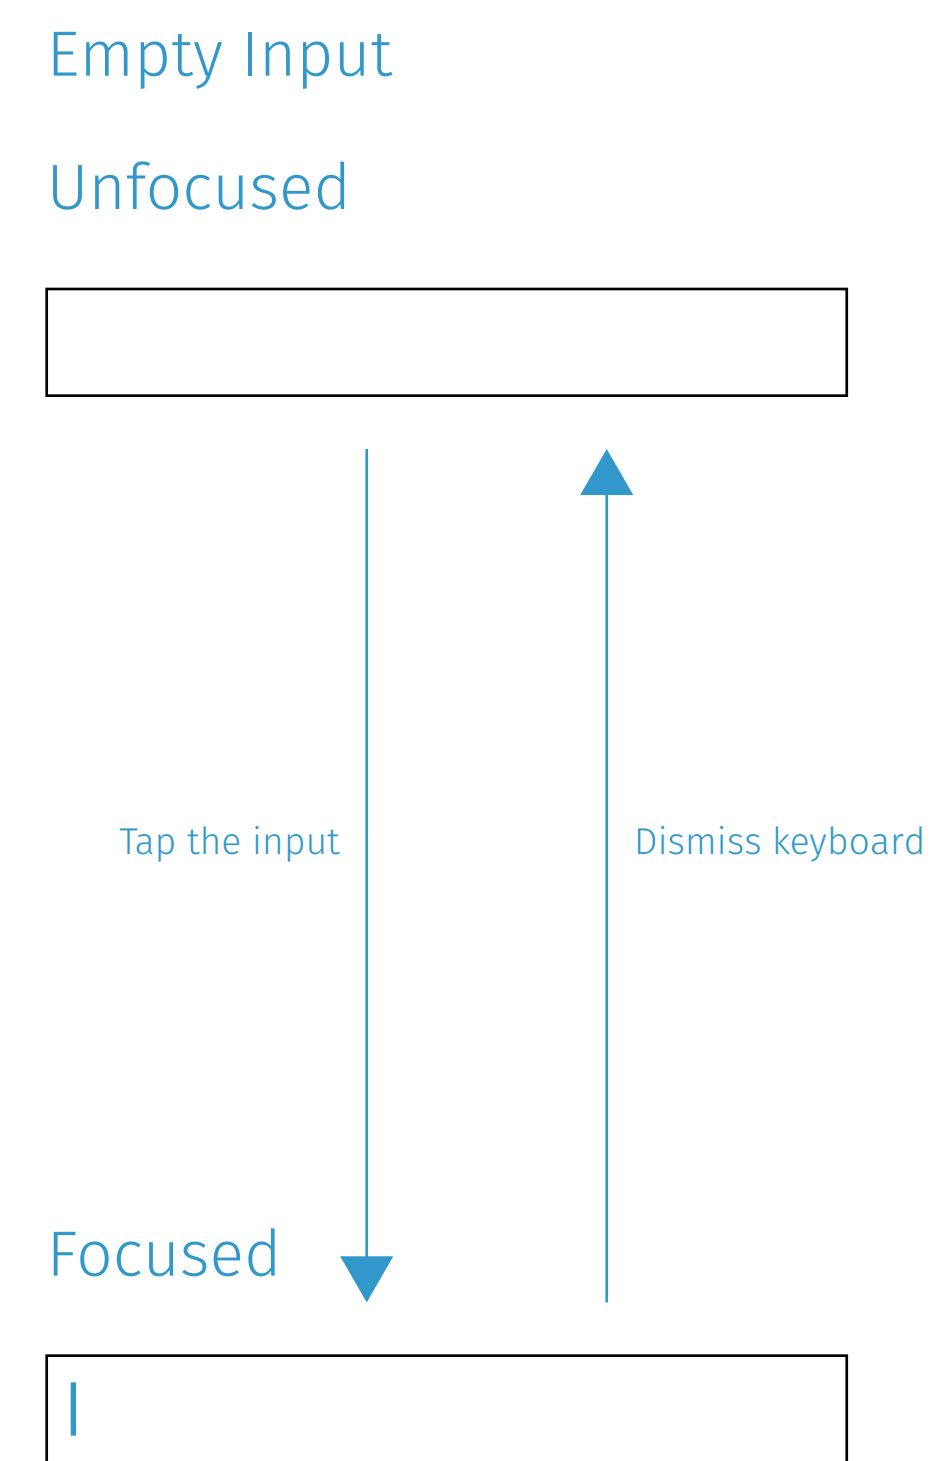 Empty Input
Unfocused
Tap the input
Dismiss keyboard
Focused